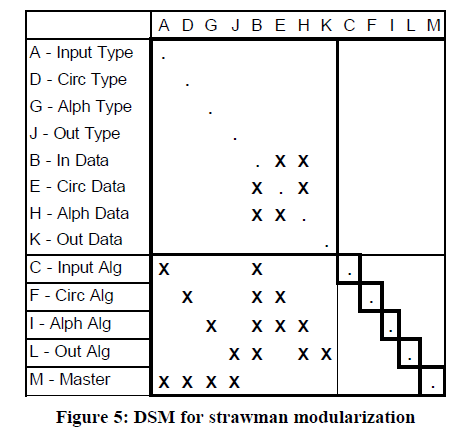 A D G J B E H K C F I L M
A - Input Type .
D - Circ Type .
G - Alph Type .
J - Out Type .
B - In Data . X X
E - Circ Data X . X
H - Alph Data X X .
K - Out Data .
C - Input Alg X X .
F - Circ Alg X X X .
I - Alph Alg X X X X .
L - Out Alg X X X X .
M - Master X X X X .
Figure 5: DSM for strawman modularization